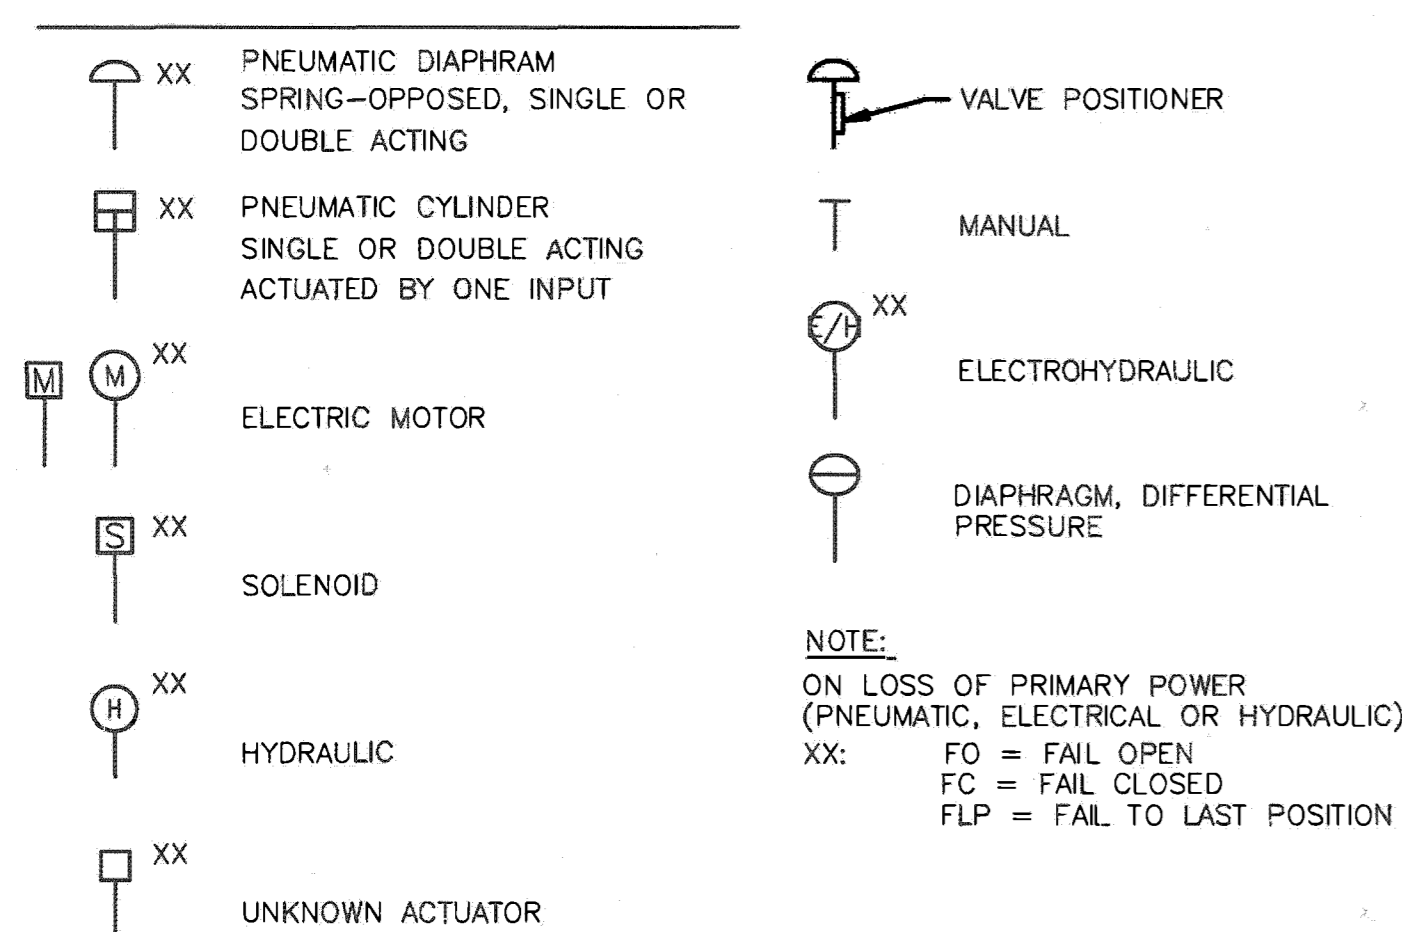 XX PNEUMATIC DIAPHRAM
SPRING-OPPOSED, SINGLE OR
DOUBLE ACTING
XX PNEUMATIC CYLINDER
SINGLE OR DOUBLE ACTING
ACTUATED BY ONE INPUT
XX
M M
ELECTRIC MOTOR
XX
S
SOLENOID
XX
H
HYDRAULIC
XX
UNKNOWN ACTUATOR
VALVE POSITIONER
MANUAL
XX
E/H
ELECTROHYDRAULIC
DIAPHRAGM, DIFFERENTIAL
PRESSURE
NOTE:
ON LOSS OF PRIMARY POWER
(PNEUMATIC, ELECTRICAL OR HYDRAULIC)
XX: FO = FAIL OPEN
FC = FAIL CLOSED
FLP = FAIL TO LAST POSITION